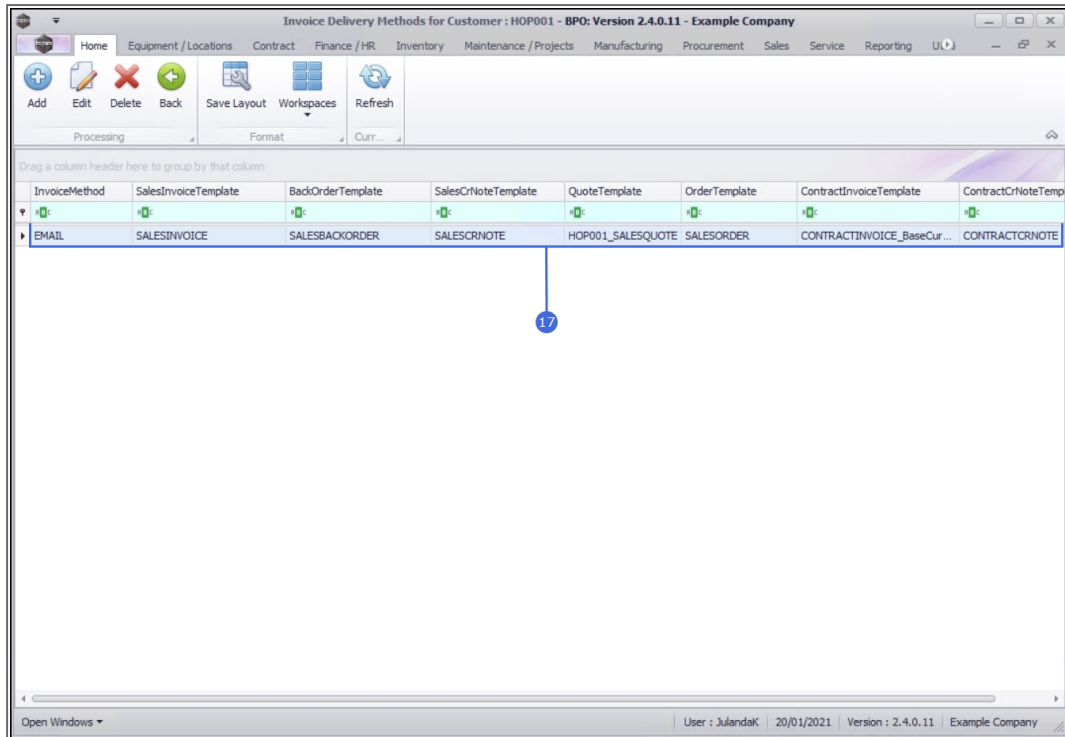 Invoice Delivery Methods for Customer : HOP001 - BPO: Version 2.4.0.11 - Example Company
Home Equipment / Locations Contract Finance / HR Inventory Maintenance / Projects Manufacturing Procurement Sales Service Reporting
Add Edit Delete Back Save Layout Workspaces Refresh
Processing Format Curr...
Drag a column header here to group by that column
InvoiceMethod SalesInvoiceTemplate BackOrderTemplate SalesCrNoteTemplate QuoteTemplate OrderTemplate ContractInvoiceTemplate ContractCrNoteTemp
EMAIL SALESINVOICE SALESBACKORDER SALESCRNOTE HOP001_SALESQUOTE SALESORDER CONTRACTINVOICE_BaseCur... CONTRACTCRNOTE
17
Open Windows User : JulandaK 20/01/2021 Version : 2.4.0.11 Example Company